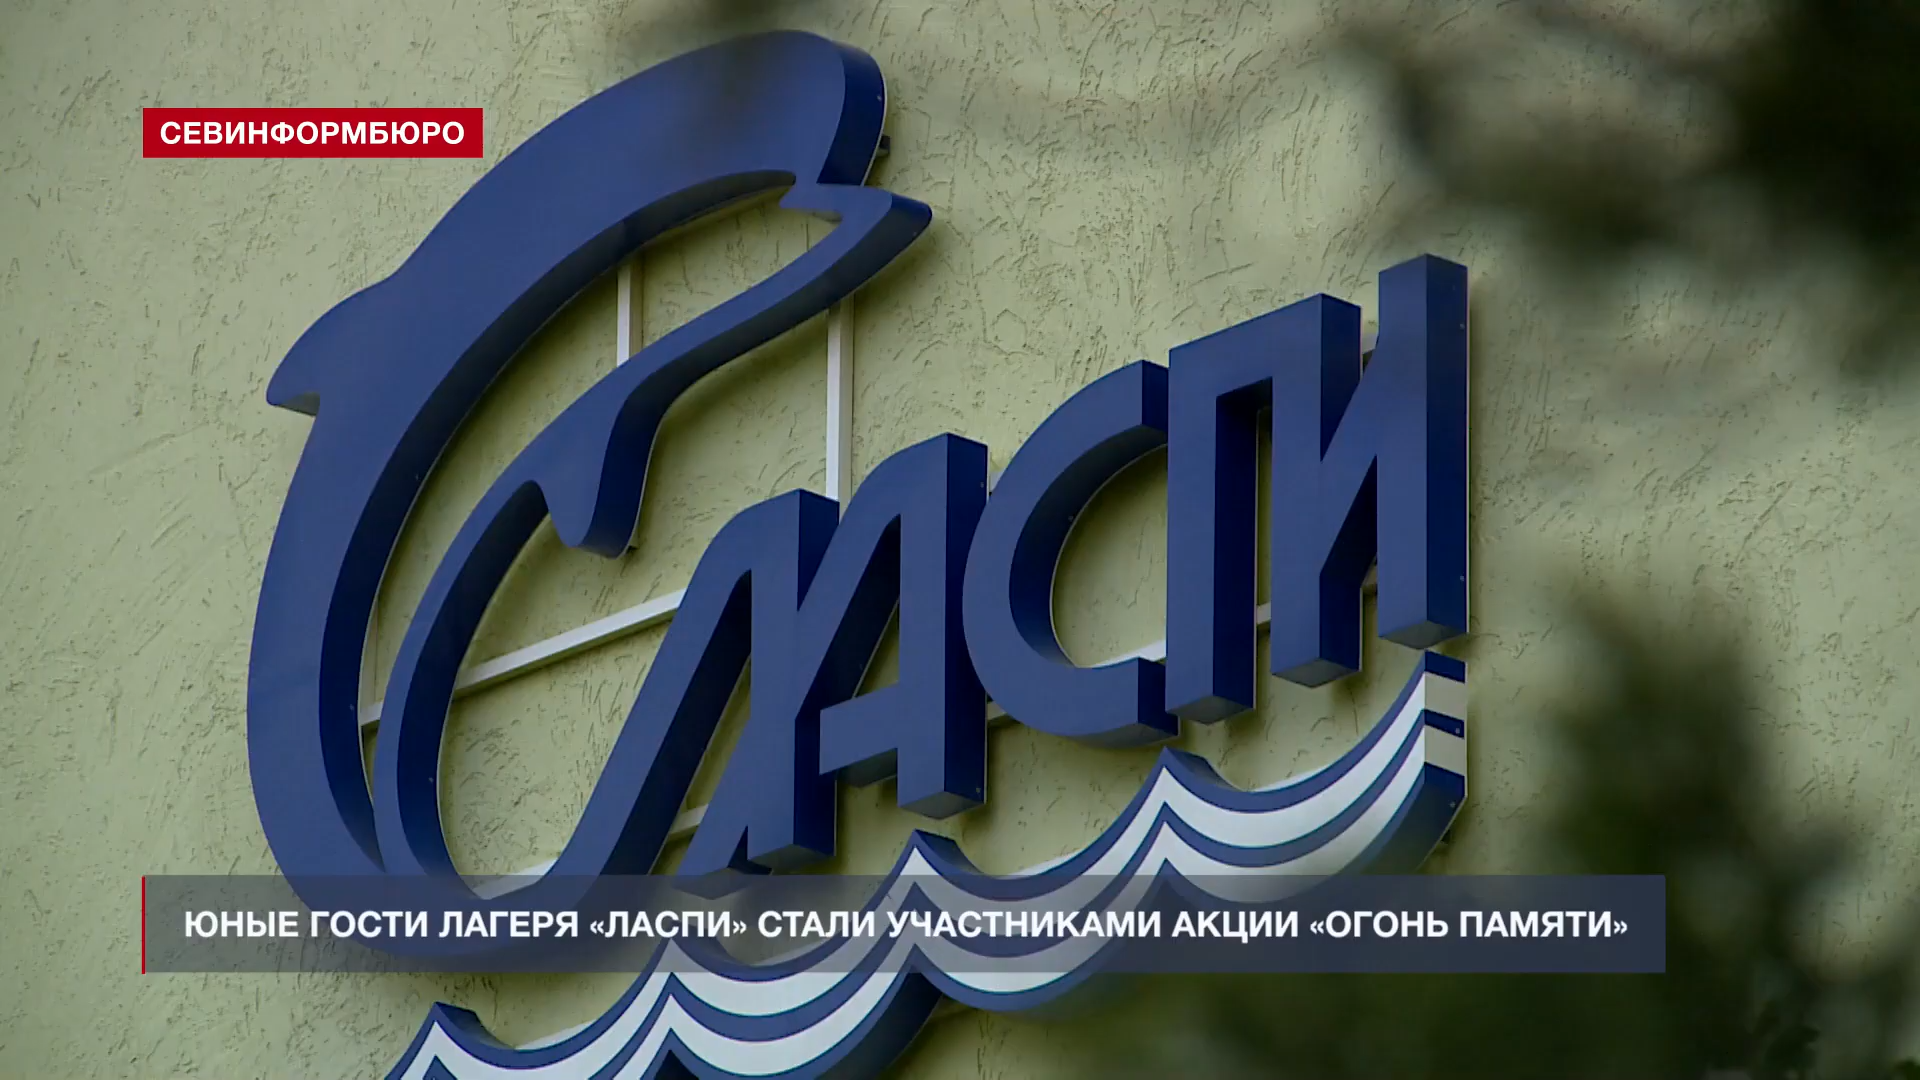 СЕВИНФОРМБЮРО
ЛАСПИ
ЮНЫЕ ГОСТИ ЛАГЕРЯ «ЛАСПИ» СТАЛИ УЧАСТНИКАМИ АКЦИИ «ОГОНЬ ПАМЯТИ»